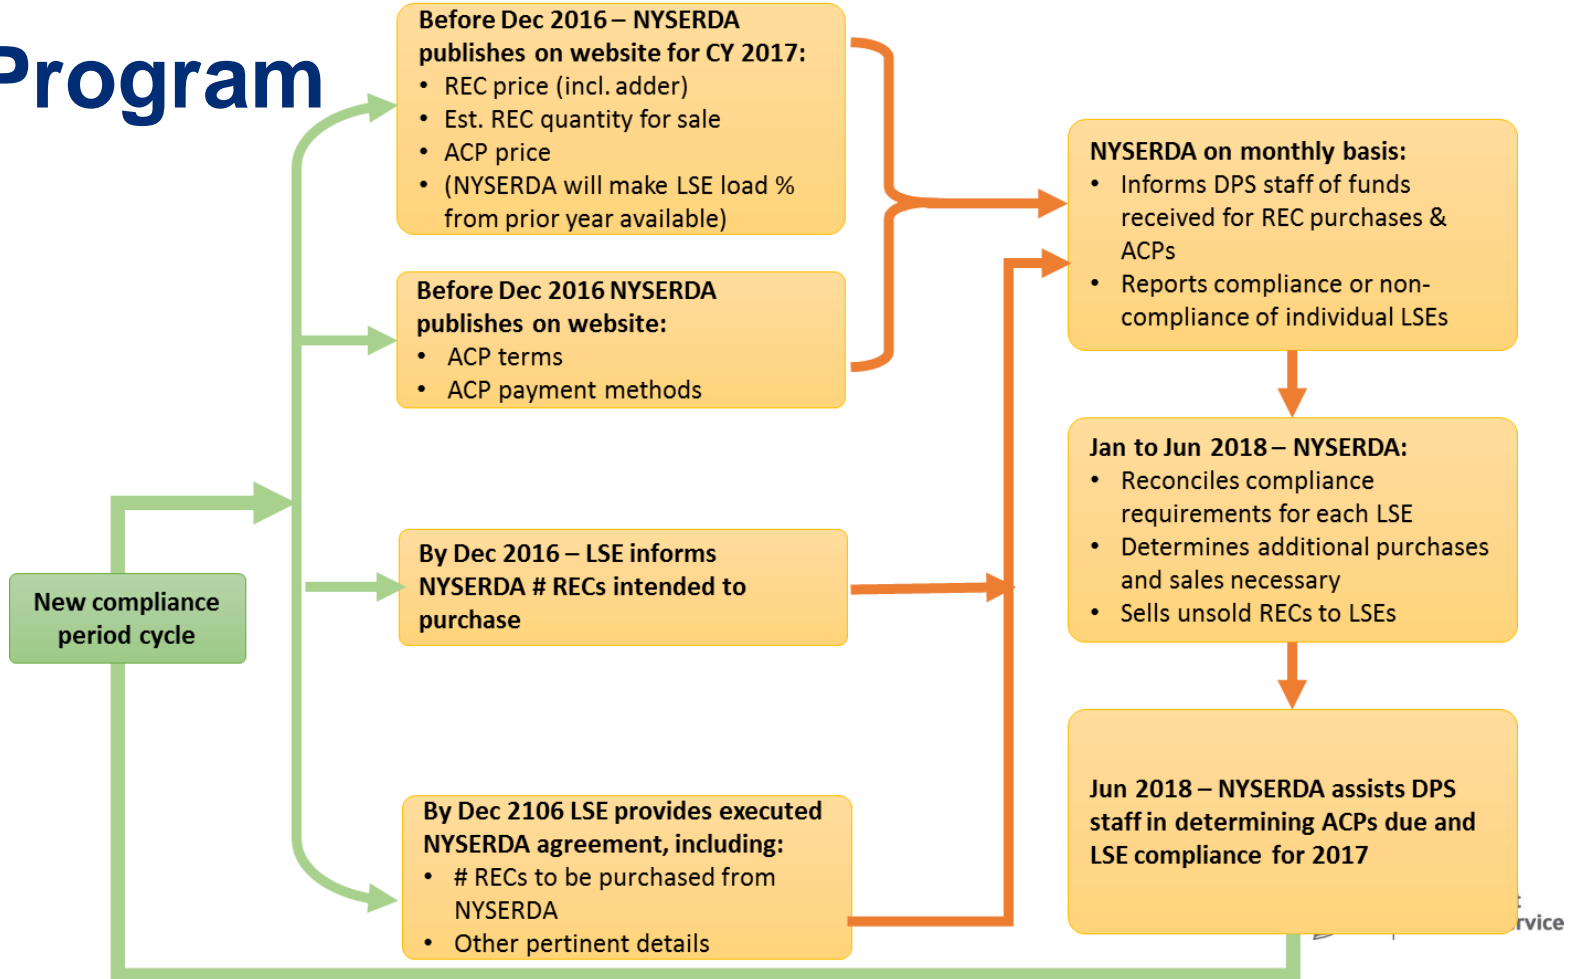 Program
Before Dec 2016 – NYSERDA
publishes on website for CY 2017:
• REC price (incl. adder)
• Est. REC quantity for sale
• ACP price
• (NYSERDA will make LSE load %
from prior year available)
Before Dec 2016 NYSERDA
publishes on website:
• ACP terms
• ACP payment methods
New compliance
period cycle
By Dec 2016 – LSE informs
NYSERDA # RECs intended to
purchase
By Dec 2106 LSE provides executed
NYSERDA agreement, including:
• # RECs to be purchased from
NYSERDA
• Other pertinent details
NYSERDA on monthly basis:
• Informs DPS staff of funds
received for REC purchases &
ACPs
• Reports compliance or non-
compliance of individual LSEs
Jan to Jun 2018 – NYSERDA:
• Reconciles compliance
requirements for each LSE
• Determines additional purchases
and sales necessary
• Sells unsold RECs to LSEs
Jun 2018 – NYSERDA assists DPS
staff in determining ACPs due and
LSE compliance for 2017
rvice